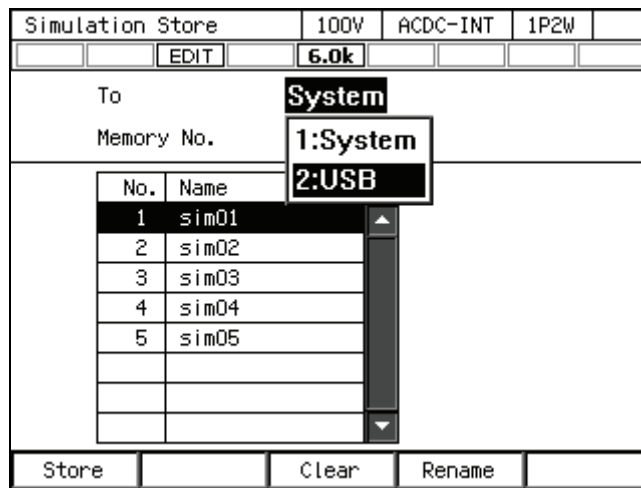 Simulation Store 100V ACDC-INT 1P2W
EDIT 6.0k
To System
Memory No. 1:System
2:USB
No. Name
1 sim01
2 sim02
3 sim03
4 sim04
5 sim05
Store Clear Rename